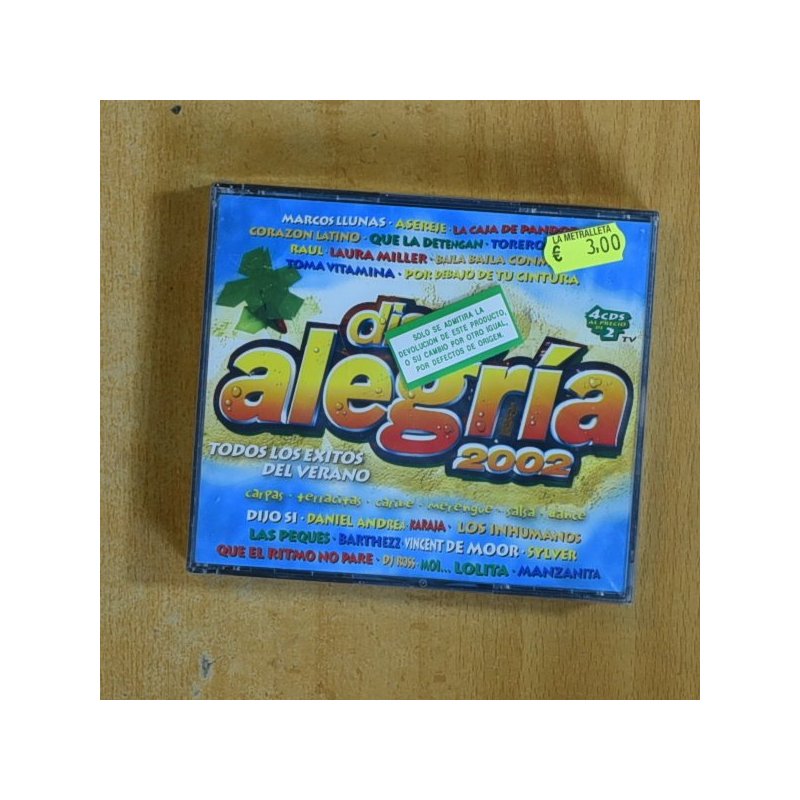 MARCOS LLUNAS · ASEREJE · LA CAJA DE PANDO
CORAZON LATINO · QUE LA DETENGAN · TORERO
RAUL · LAURA MILLER · BAILA BAILA CONM
TOMA VITAMINA · POR DEBAJO DE TU CINTURA
LA METRALLETA
€ 3,00
4 CDS
AL PRECIO
DE 2
TV
SOLO SE ADMITIRA LA
DEVOLUCION DE ESTE PRODUCTO,
O SU CAMBIO POR OTRO IGUAL,
POR DEFECTOS DE ORIGEN.
alegría
2002
TODOS LOS EXITOS
DEL VERANO
carpas · terracitas · caribe · merengue · salsa · dance
DIJO SI · DANIEL ANDREA · KARAJA · LOS INHUMANOS
LAS PEQUES · BARTHEZZ · VINCENT DE MOOR · SYLVER
QUE EL RITMO NO PARE · DJ ROSS · MOI... LOLITA · MANZANITA